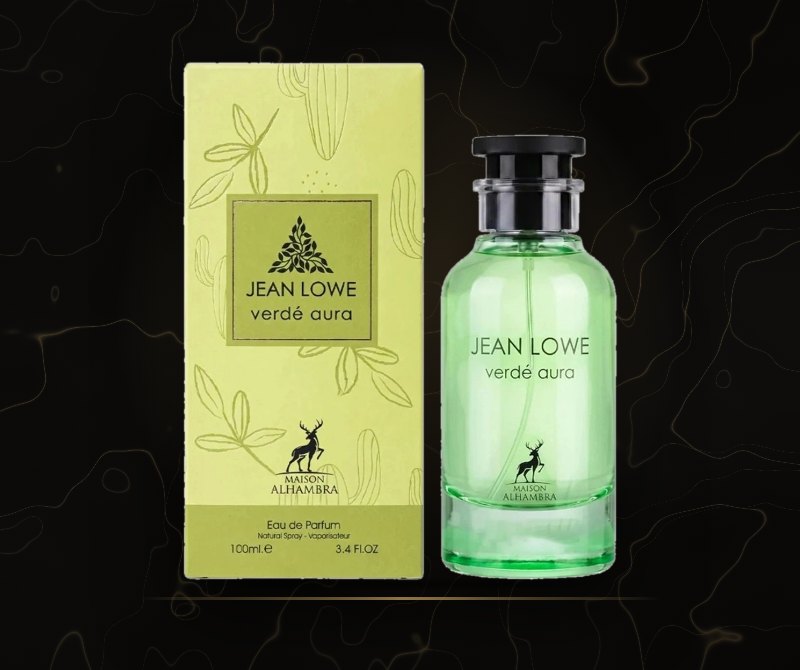 JEAN LOWE
verdé aura
MAISON
ALHAMBRA
Eau de Parfum
Natural Spray - Vaporisateur
100ml.e 3.4 Fl.OZ
JEAN LOWE
verdé aura
MAISON
ALHAMBRA